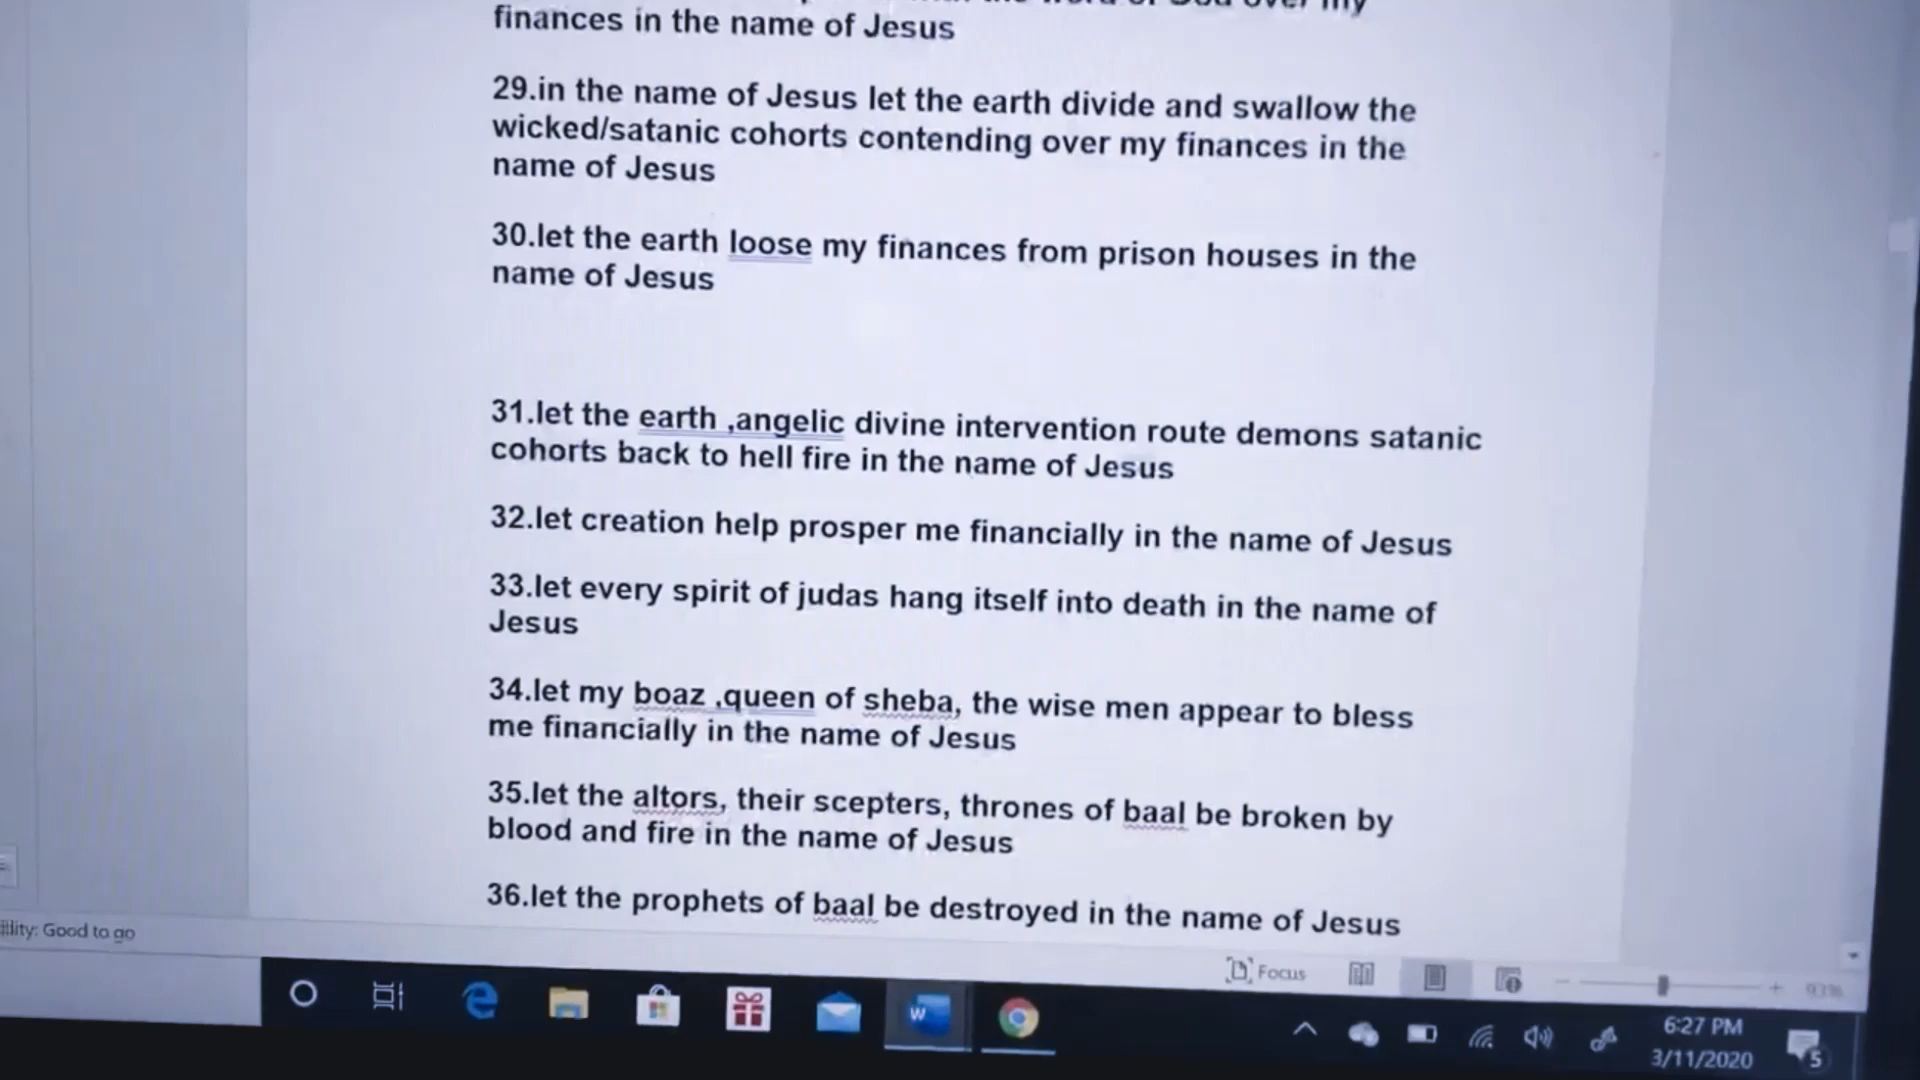 word of God over my
finances in the name of Jesus
29.in the name of Jesus let the earth divide and swallow the
wicked/satanic cohorts contending over my finances in the
name of Jesus
30.let the earth loose my finances from prison houses in the
name of Jesus
31.let the earth ,angelic divine intervention route demons satanic
cohorts back to hell fire in the name of Jesus
32.let creation help prosper me financially in the name of Jesus
33.let every spirit of judas hang itself into death in the name of
Jesus
34.let my boaz ,queen of sheba, the wise men appear to bless
me financially in the name of Jesus
35.let the altors, their scepters, thrones of baal be broken by
blood and fire in the name of Jesus
36.let the prophets of baal be destroyed in the name of Jesus
ility: Good to go
Focus
93%
W
6:27 PM
3/11/2020
5